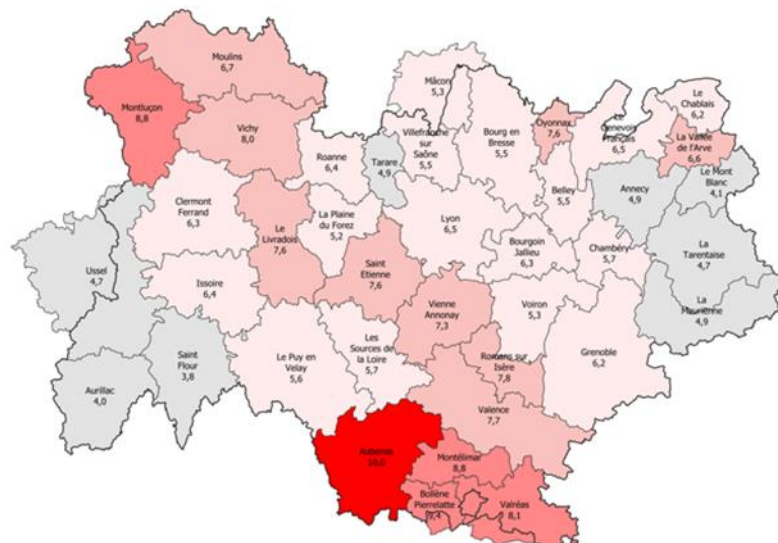 Moulins
6,7
Montluçon
8,8
Vichy
8,0
Mâcon
5,3
Roanne
6,4
Tarare
4,9
Villefranche
sur
Saône
5,5
Bourg en
Bresse
5,5
Oyonnax
7,6
Le
Genevois
Français
6,5
Le
Chablais
6,2
La Vallée
de l'Arve
6,6
Le Mont
Blanc
4,1
Annecy
4,9
Belley
5,5
Clermont
Ferrand
6,3
Le
Livradois
7,6
La Plaine
du Forez
5,2
Lyon
6,5
Bourgoin
Jallieu
6,3
Chambéry
5,7
La
Tarentaise
4,7
Ussel
4,7
Issoire
6,4
Saint
Etienne
7,6
Vienne
Annonay
7,3
Voiron
5,3
La
Maurienne
4,9
Aurillac
4,0
Saint
Flour
3,8
Le Puy en
Velay
5,6
Les
Sources de
la Loire
5,7
Romans sur
Isère
7,8
Grenoble
6,2
Valence
7,7
Aubenas
10,0
Montélimar
8,8
Bollène
Pierrelatte
9,4
Valréas
8,1